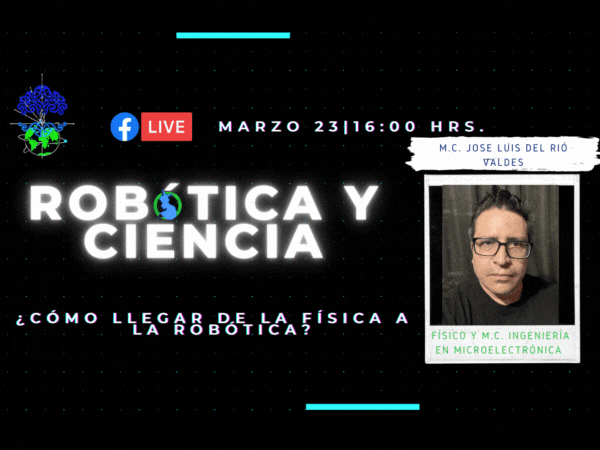 LIVE
MARZO 23|16:00 HRS.
M.C. JOSE LUIS DEL RIÓ
VALDES
ROBÓTICA Y
CIENCIA
¿CÓMO LLEGAR DE LA FÍSICA A
LA ROBÓTICA?
FÍSICO Y M.C. INGENIERÍA
EN MICROELECTRÓNICA